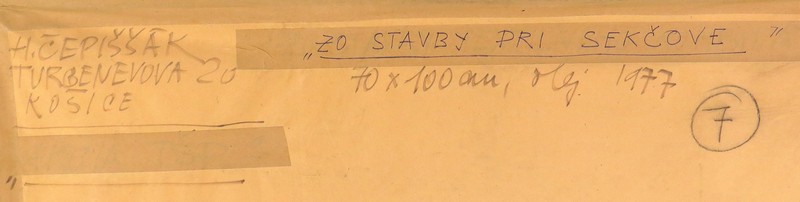 H. ČEPIŠŠÁK
TURGENEVOVA 20
KOŠICE
„ZO STAVBY PRI SEKČOVE"
70 x 100 cm, olej. 1977
7
„